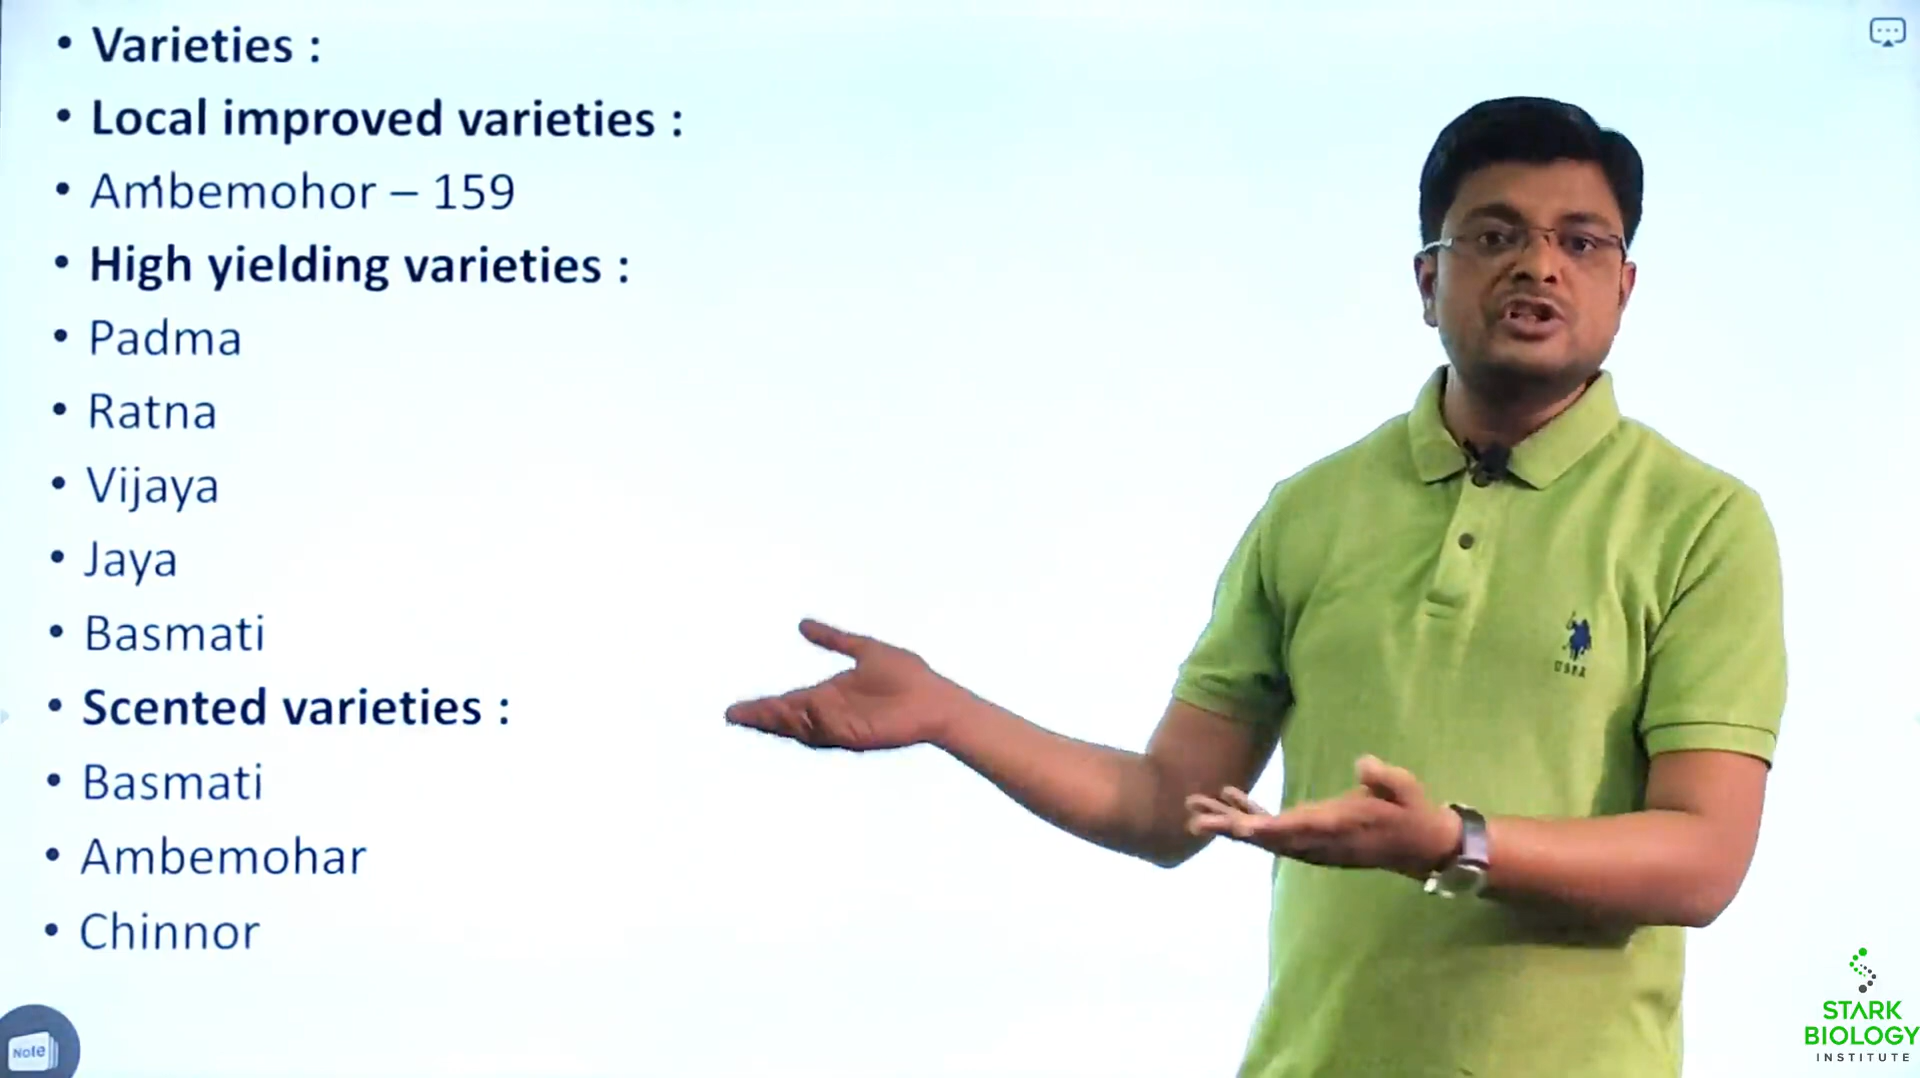 • Varieties :
• Local improved varieties :
• Ambemohor – 159
• High yielding varieties :
• Padma
• Ratna
• Vijaya
• Jaya
• Basmati
• Scented varieties :
• Basmati
• Ambemohar
• Chinnor
Note
USPA
STARK
BIOLOGY
INSTITUTE